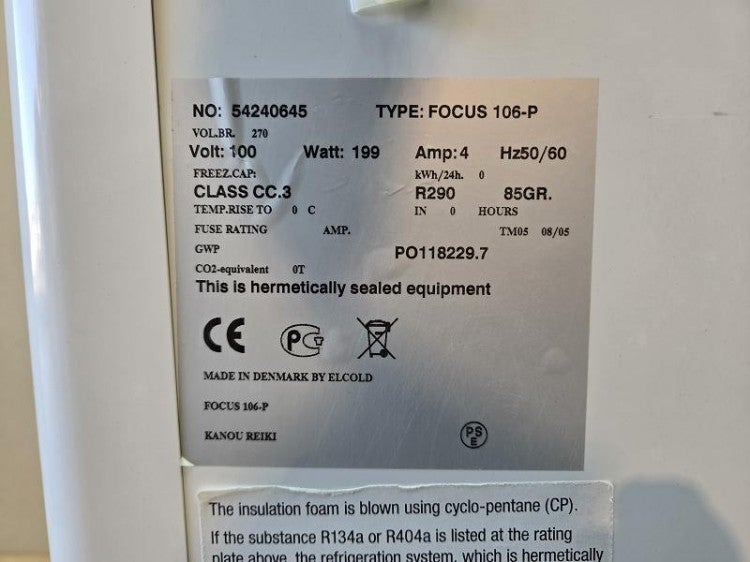 NO: 54240645 TYPE: FOCUS 106-P
VOL.BR. 270
Volt: 100 Watt: 199 Amp: 4 Hz50/60
FREEZ.CAP: kWh/24h. 0
CLASS CC.3 R290 85GR.
TEMP.RISE TO 0 C IN 0 HOURS
FUSE RATING AMP. TM05 08/05
GWP PO118229.7
CO2-equivalent 0T
This is hermetically sealed equipment
CE PG
MADE IN DENMARK BY ELCOLD
FOCUS 106-P
KANOU REIKI PSE
The insulation foam is blown using cyclo-pentane (CP).
If the substance R134a or R404a is listed at the rating
plate above, the refrigeration system, which is hermetically